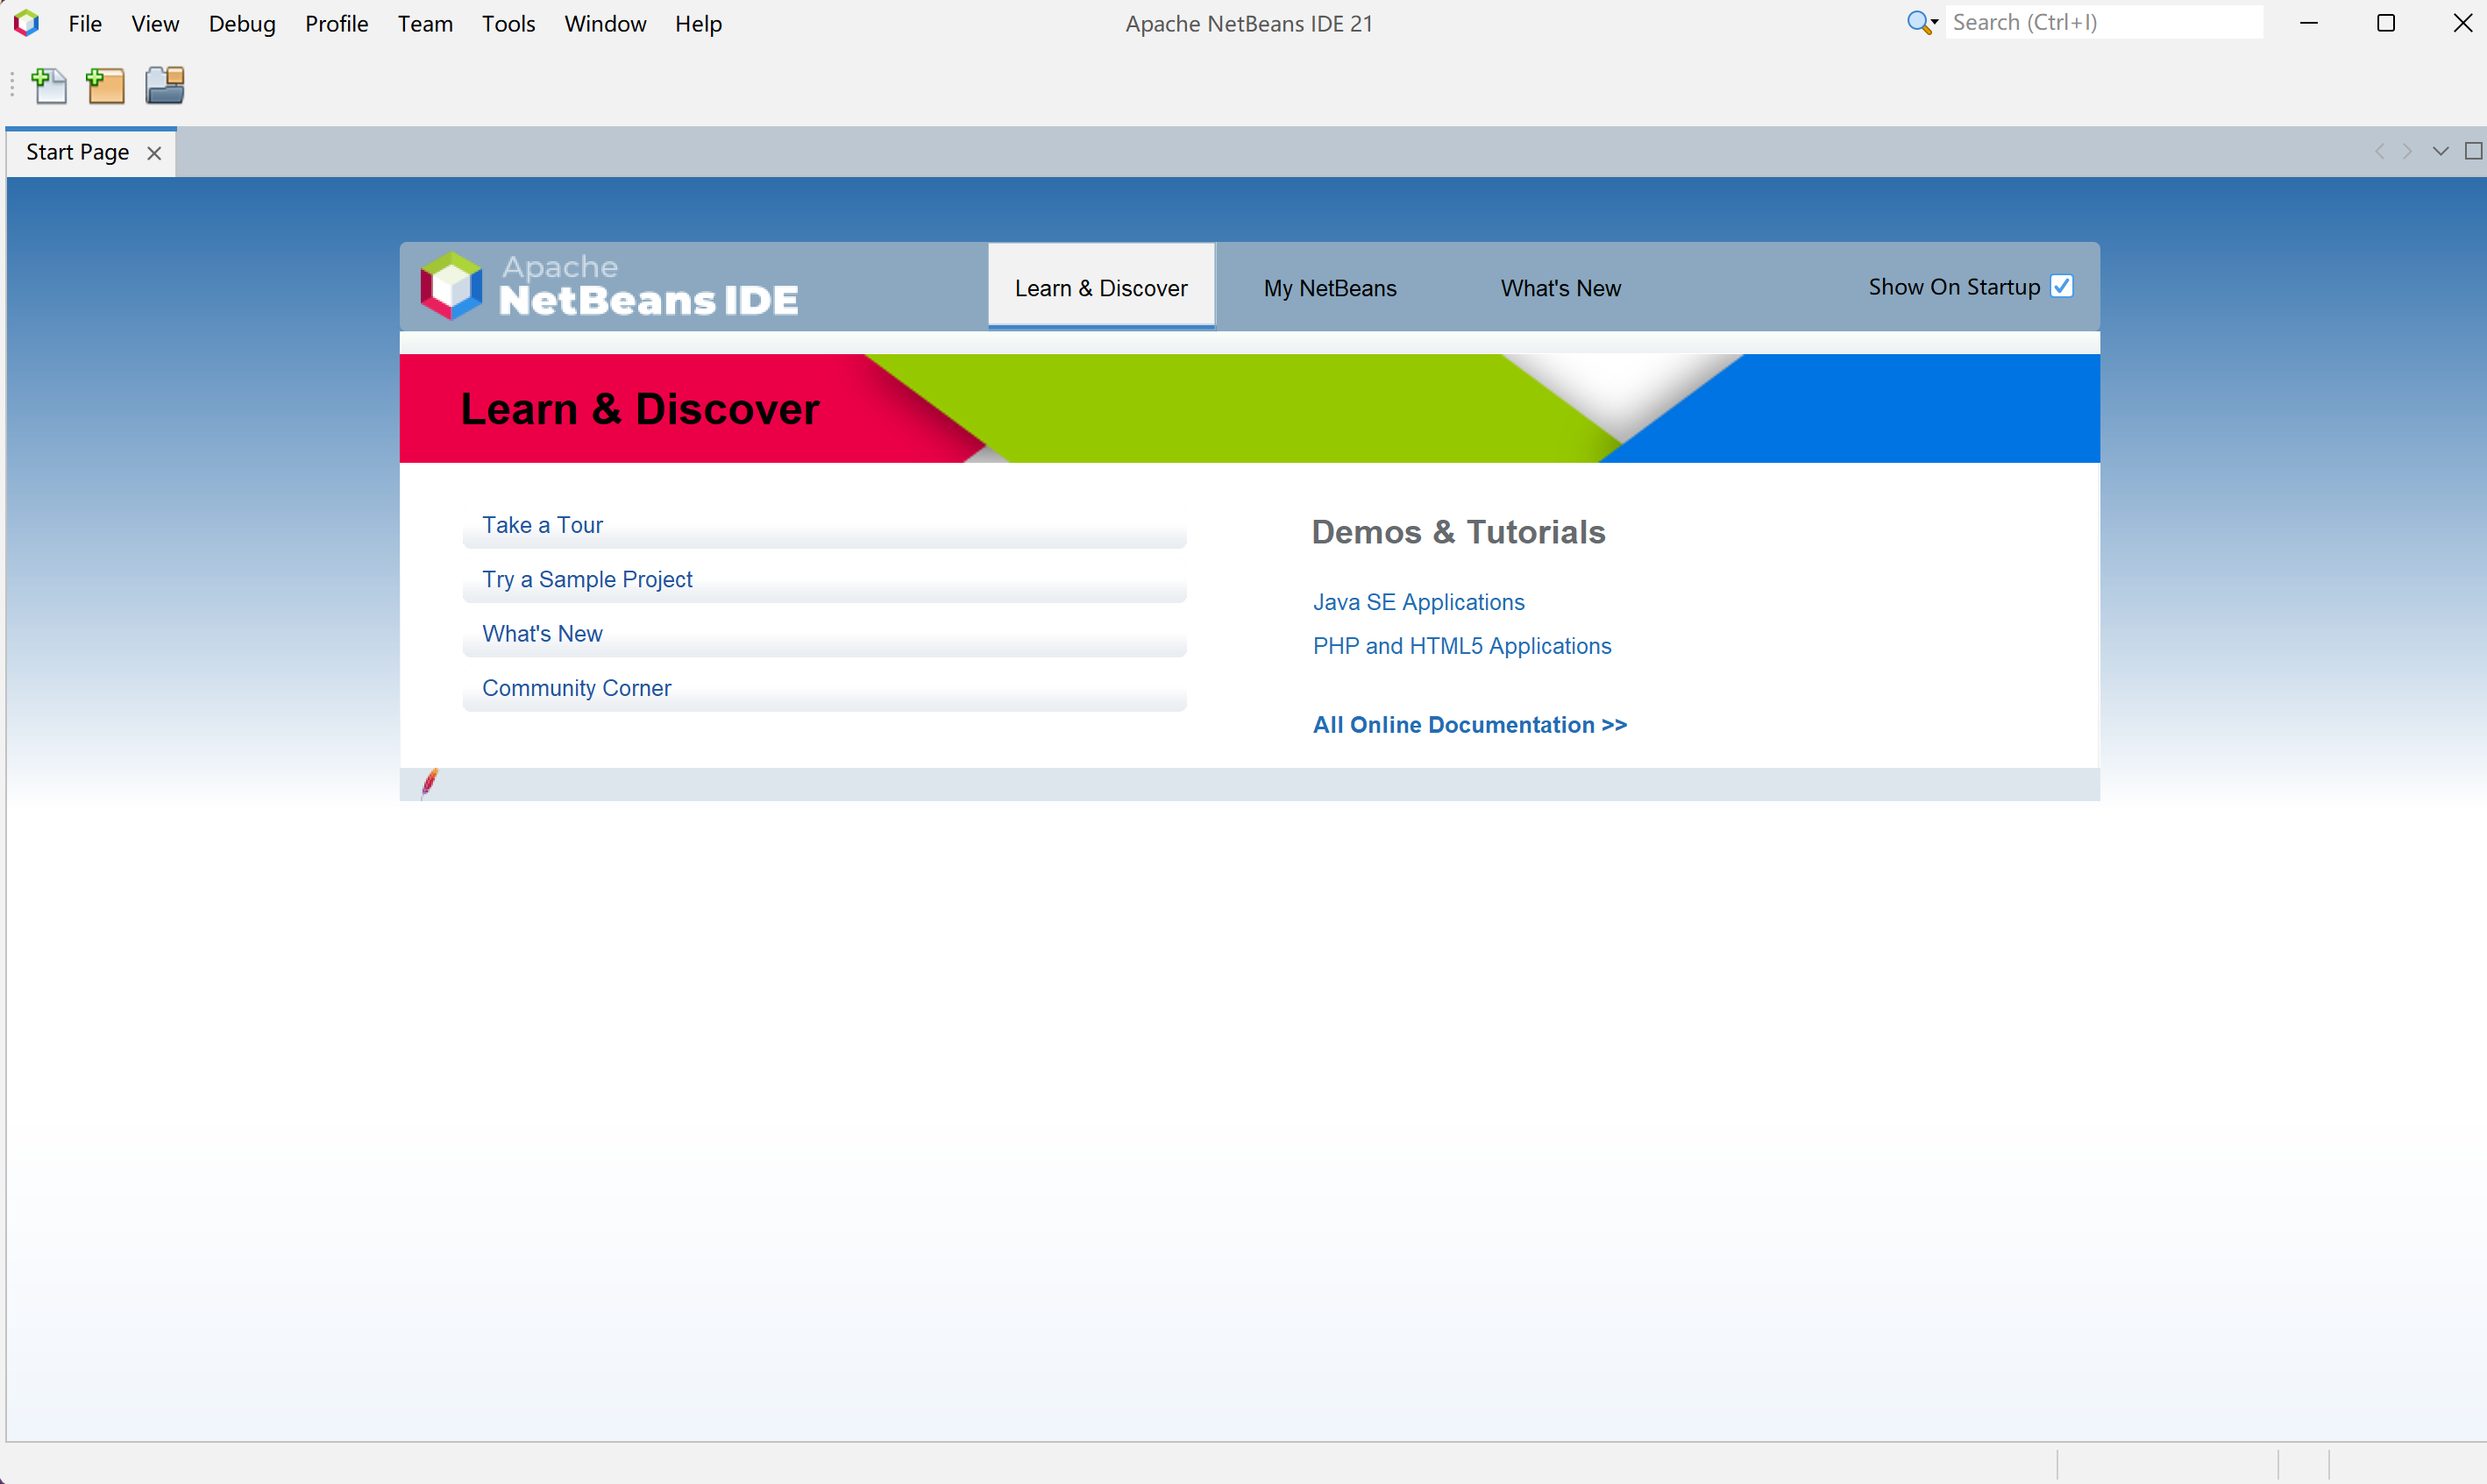 File View Debug Profile Team Tools Window Help
Apache NetBeans IDE 21
Search (Ctrl+I)
Start Page
Apache
NetBeans IDE
Learn & Discover
My NetBeans
What's New
Show On Startup
Learn & Discover
Take a Tour
Try a Sample Project
What's New
Community Corner
Demos & Tutorials
Java SE Applications
PHP and HTML5 Applications
All Online Documentation >>